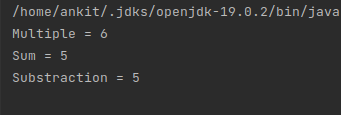 /home/ankit/.jdks/openjdk-19.0.2/bin/java
Multiple = 6
Sum = 5
Substraction = 5